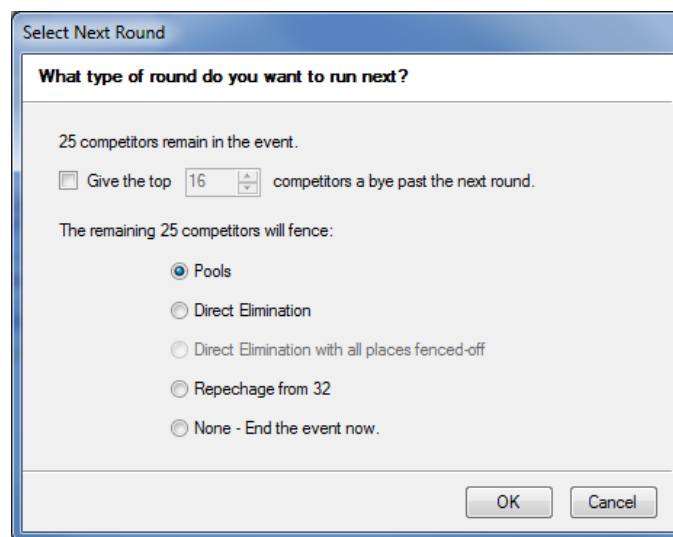 Select Next Round
What type of round do you want to run next?
25 competitors remain in the event.
Give the top 16 competitors a bye past the next round.
The remaining 25 competitors will fence:
Pools
Direct Elimination
Direct Elimination with all places fenced-off
Repechage from 32
None - End the event now.
OK Cancel